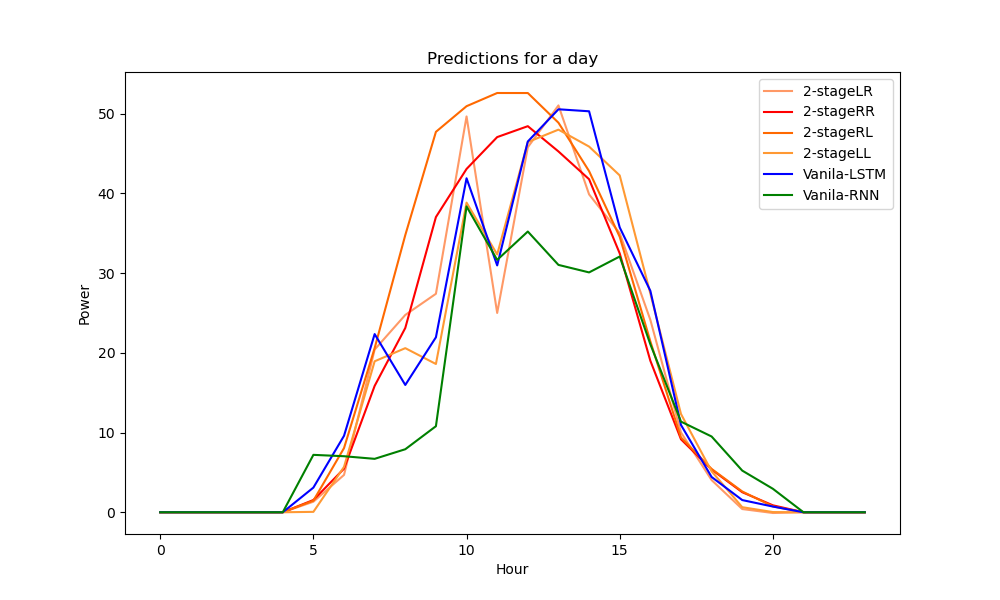 Predictions for a day
2-stageLR
2-stageRR
2-stageRL
2-stageLL
Vanila-LSTM
Vanila-RNN
Power
50
40
30
20
10
0
0 5 10 15 20
Hour